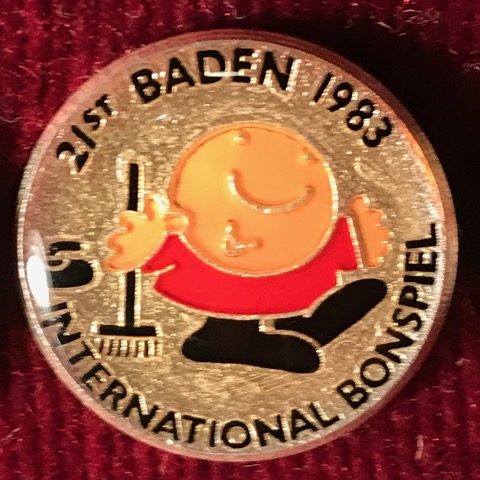 21ST BADEN 1983
INTERNATIONAL BONSPIEL